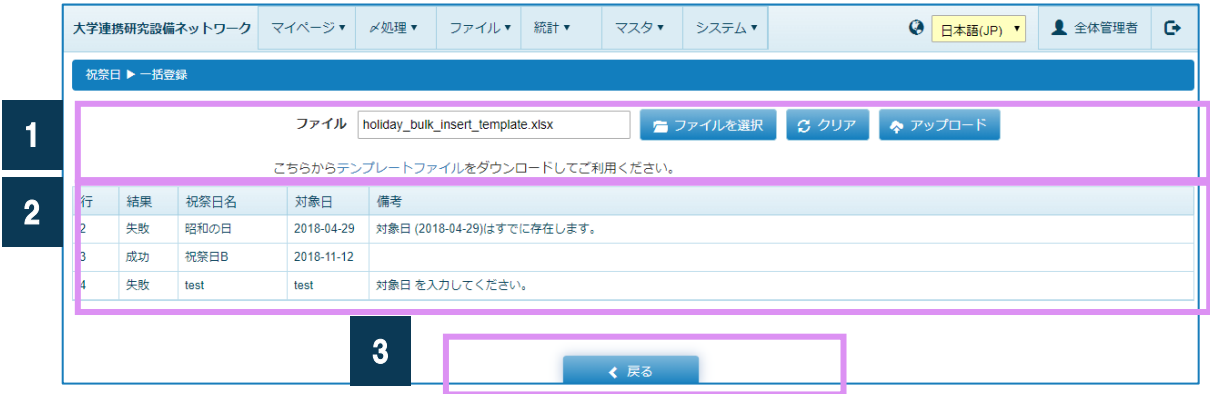 大学連携研究設備ネットワーク マイページ▼ 〆処理▼ ファイル▼ 統計▼ マスタ▼ システム▼ 日本語(JP) ▼ 全体管理者
祝祭日 ▶ 一括登録
1
ファイル holiday_bulk_insert_template.xlsx ファイルを選択 クリア アップロード
こちらからテンプレートファイルをダウンロードしてご利用ください。
2
行 結果 祝祭日名 対象日 備考
2 失敗 昭和の日 2018-04-29 対象日 (2018-04-29)はすでに存在します。
3 成功 祝祭日B 2018-11-12
4 失敗 test test 対象日 を入力してください。
3
戻る